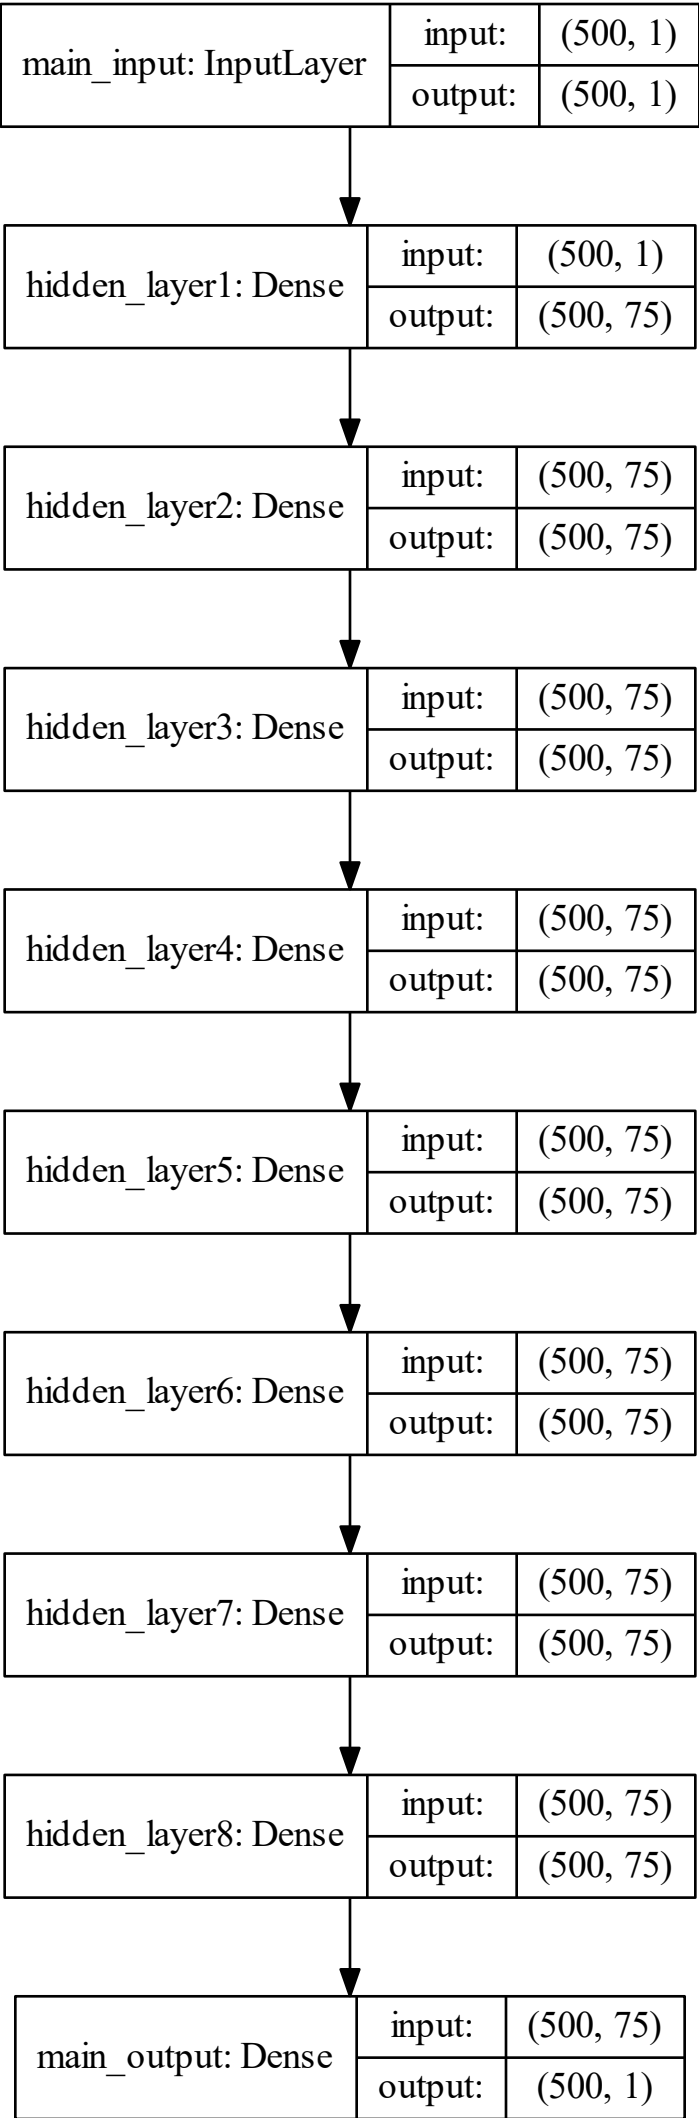 main_input: InputLayer
input: (500, 1)
output: (500, 1)
hidden_layer1: Dense
input: (500, 1)
output: (500, 75)
hidden_layer2: Dense
input: (500, 75)
output: (500, 75)
hidden_layer3: Dense
input: (500, 75)
output: (500, 75)
hidden_layer4: Dense
input: (500, 75)
output: (500, 75)
hidden_layer5: Dense
input: (500, 75)
output: (500, 75)
hidden_layer6: Dense
input: (500, 75)
output: (500, 75)
hidden_layer7: Dense
input: (500, 75)
output: (500, 75)
hidden_layer8: Dense
input: (500, 75)
output: (500, 75)
main_output: Dense
input: (500, 75)
output: (500, 1)